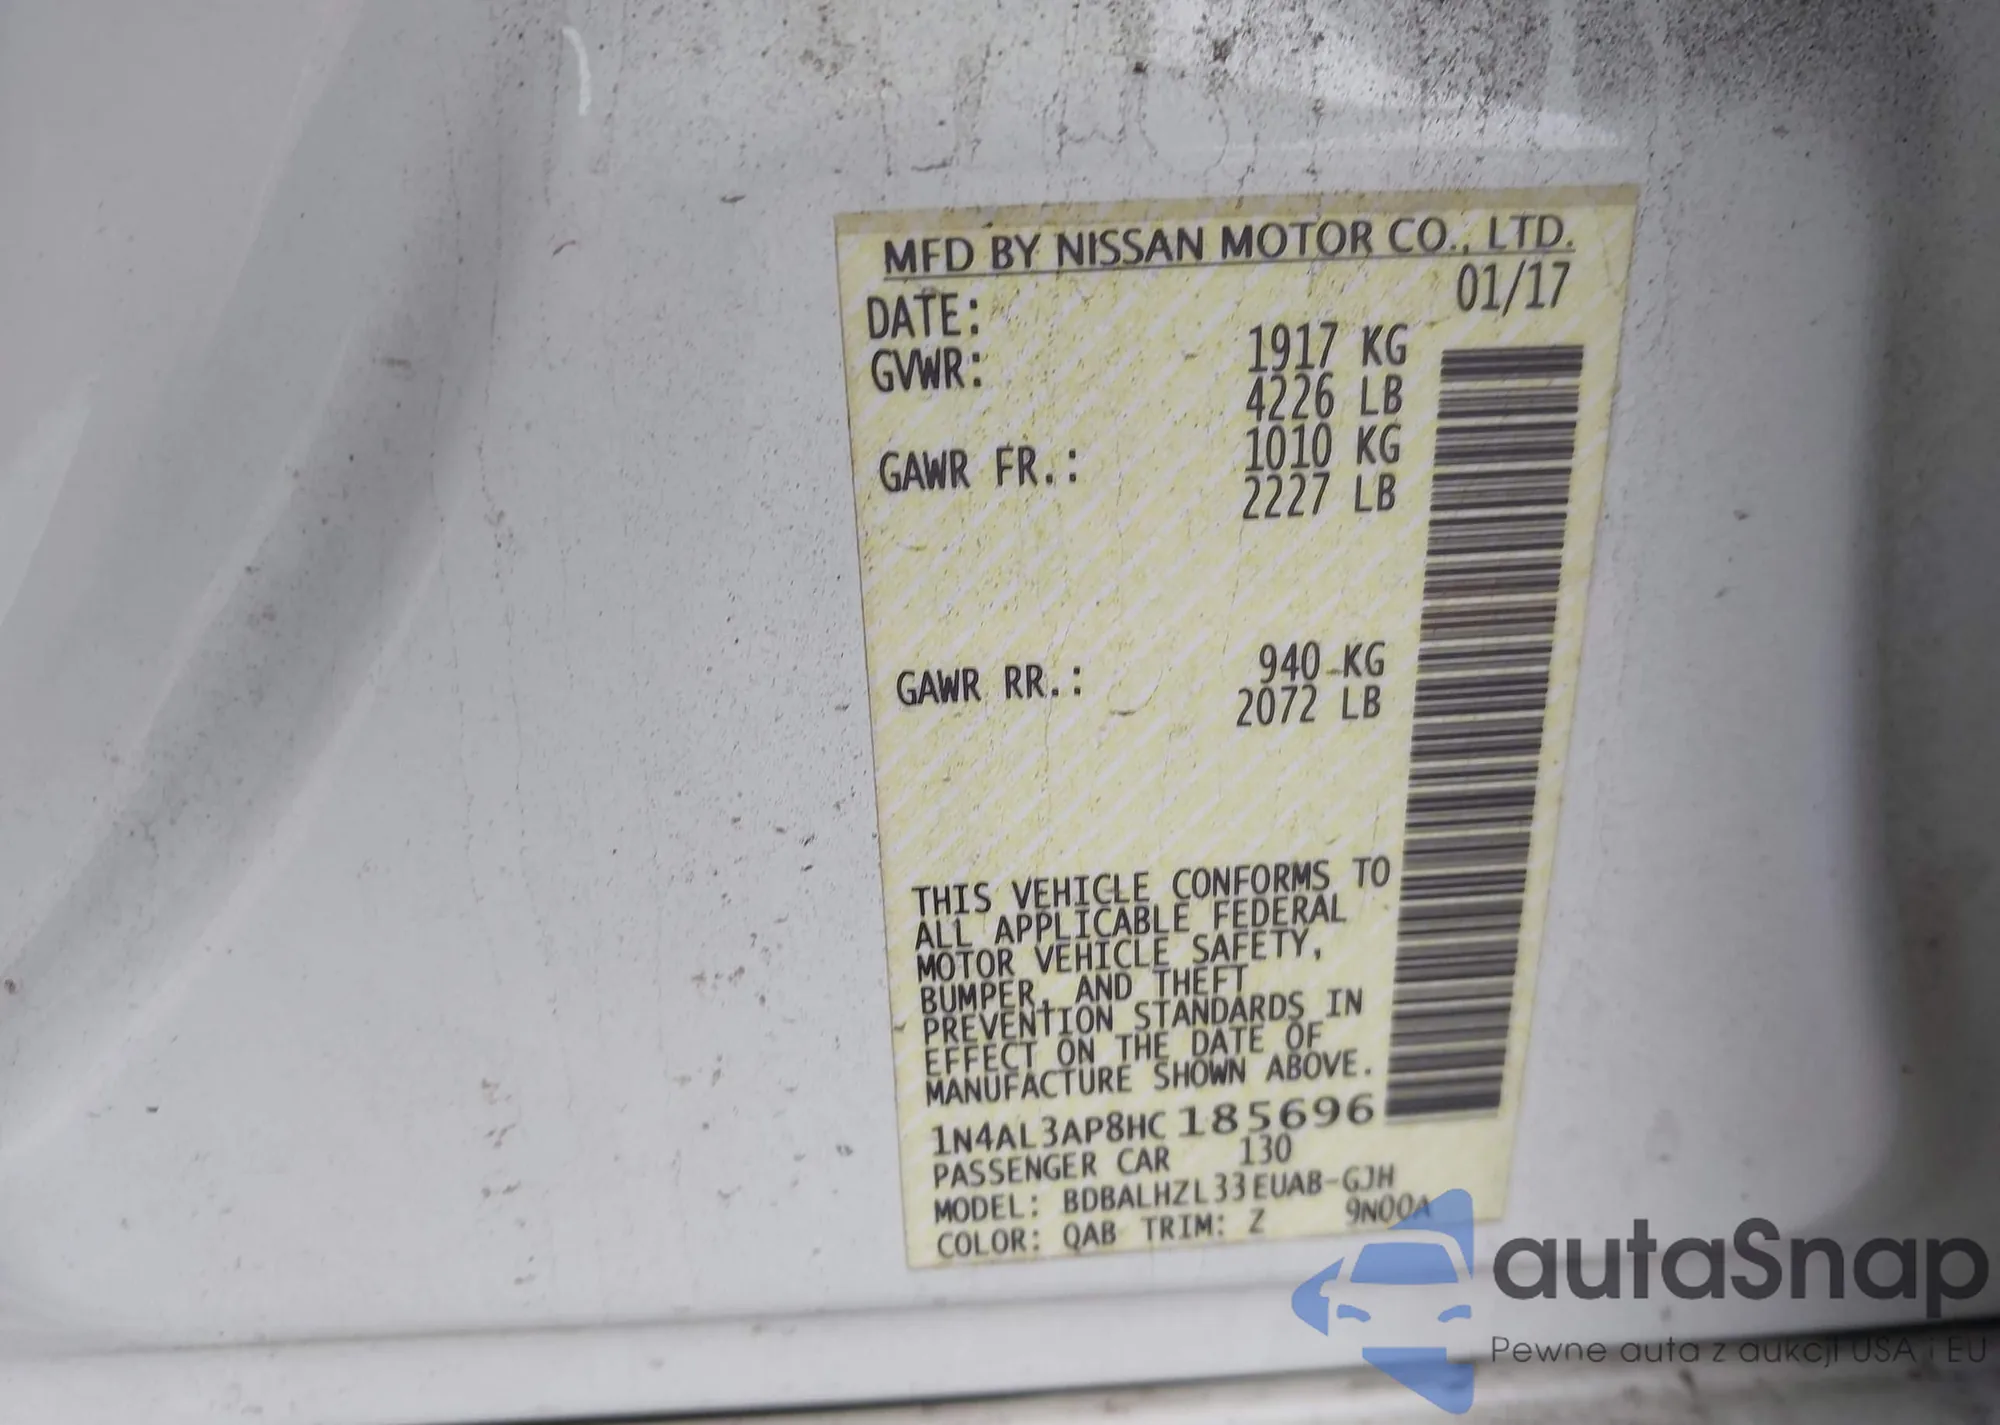 MFD BY NISSAN MOTOR CO., LTD.
DATE: 01/17
GVWR: 1917 KG
4226 LB
GAWR FR.: 1010 KG
2227 LB
GAWR RR.: 940 KG
2072 LB
THIS VEHICLE CONFORMS TO
ALL APPLICABLE FEDERAL
MOTOR VEHICLE SAFETY,
BUMPER, AND THEFT
PREVENTION STANDARDS IN
EFFECT ON THE DATE OF
MANUFACTURE SHOWN ABOVE.
1N4AL3AP8HC185696
PASSENGER CAR 130
MODEL: BDBALHZL33EUAB-GJH
COLOR: QAB TRIM: Z 9N00A
autaSnap
Pewne auta z aukcji USA i EU